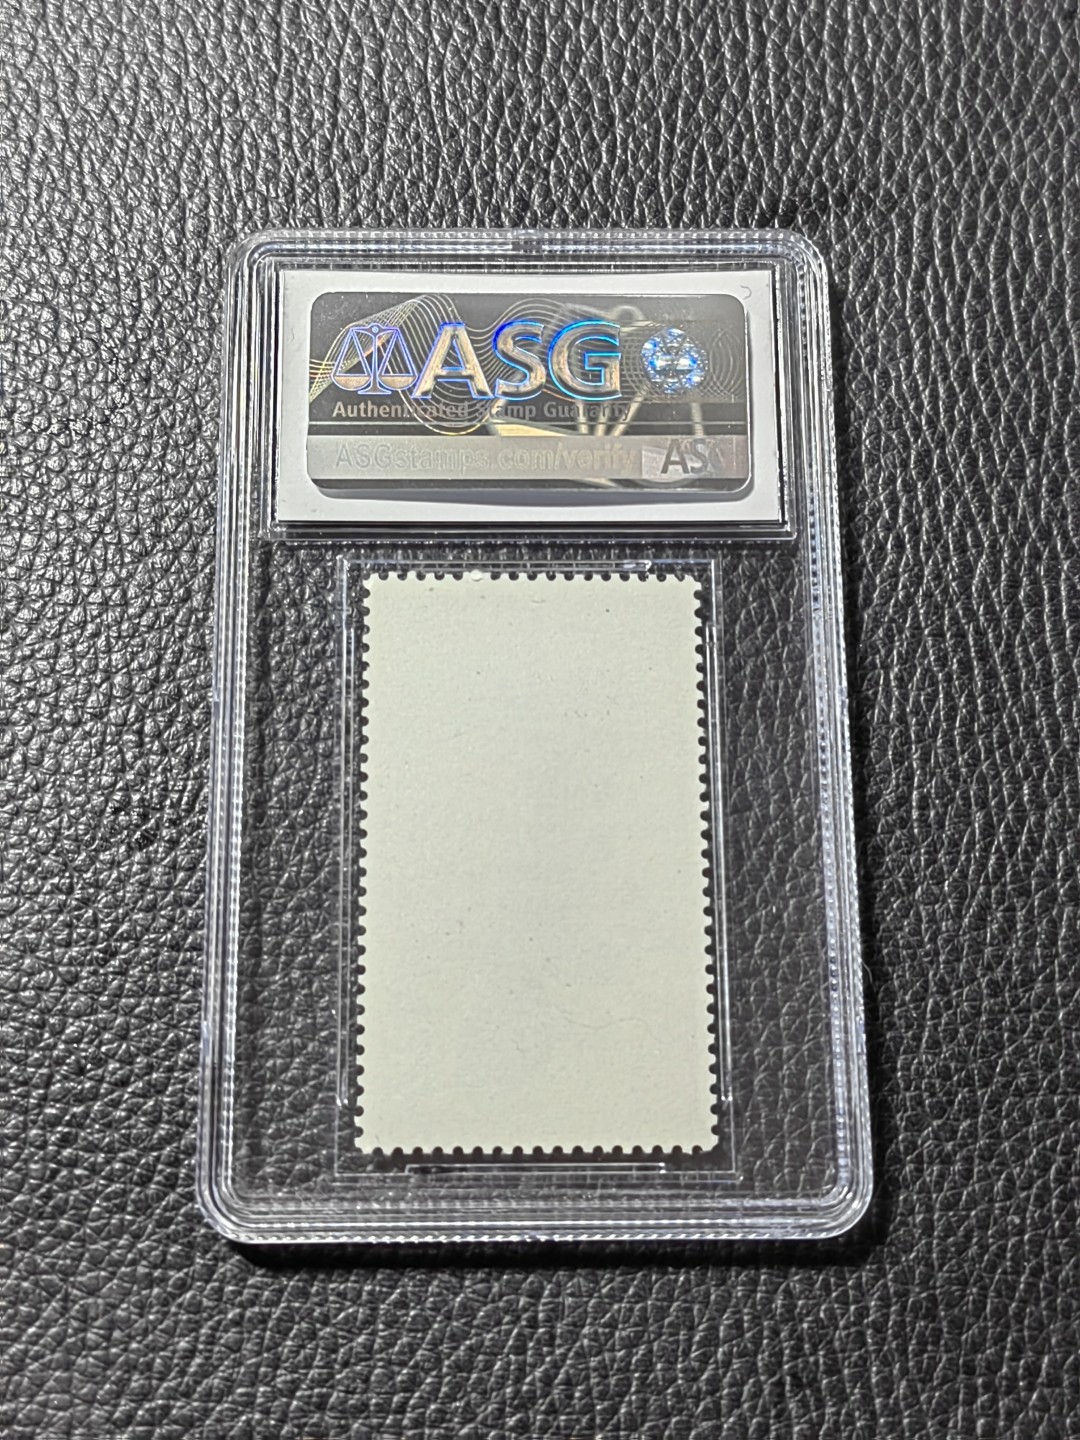 ASG
Authenticated Stamp Guaranty
ASGstamps.com/verify